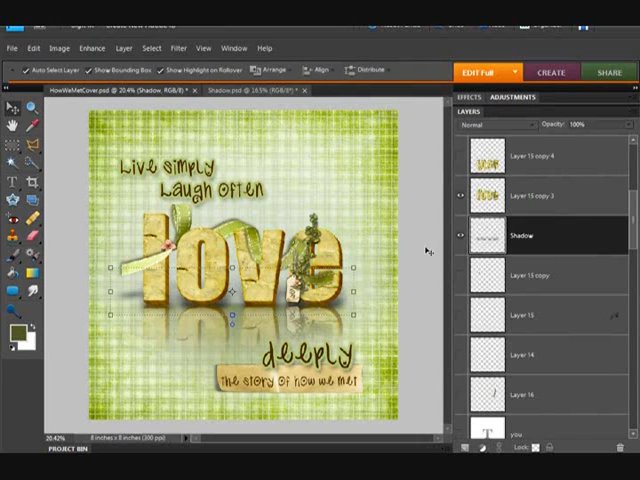 File Edit Image Enhance Layer Select Filter View Window Help
Auto Select Layer Show Bounding Box Show Highlight on Rollover Arrange Align Distribute
EDIT Full CREATE SHARE
HowWeMetCover.psd @ 20.4% (Shadow, RGB/8) * × Shadow.psd @ 16.5% (RGB/8*) ×
EFFECTS ADJUSTMENTS
LAYERS
Normal Opacity: 100%
Layer 15 copy 4
Layer 15 copy 3
Shadow
Layer 15 copy
Layer 15
Layer 14
Layer 16
T you
Lock:
Live simply
Laugh often
love
deeply
the story of how we met
20.42% 8 inches x 8 inches (300 ppi)
PROJECT BIN